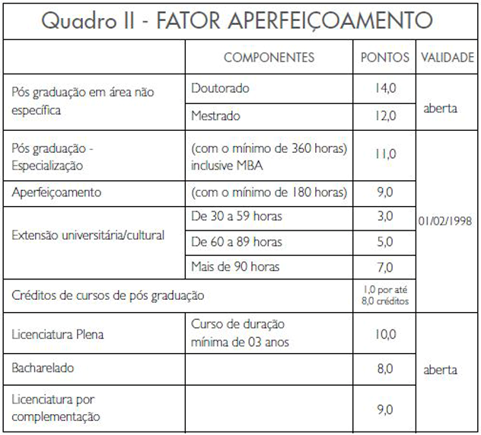 Quadro II - FATOR APERFEIÇOAMENTO
COMPONENTES PONTOS VALIDADE
Pós graduação em área não
específica
Doutorado 14,0
Mestrado 12,0
aberta
Pós graduação -
Especialização
(com o mínimo de 360 horas)
inclusive MBA
11,0
Aperfeiçoamento (com o mínimo de 180 horas) 9,0
Extensão universitária/cultural
De 30 a 59 horas 3,0
De 60 a 89 horas 5,0
Mais de 90 horas 7,0
01/02/1998
Créditos de cursos de pós graduação
1,0 por até
8,0 créditos
Licenciatura Plena
Curso de duração
mínima de 03 anos
10,0
Bacharelado 8,0
aberta
Licenciatura por
complementação
9,0